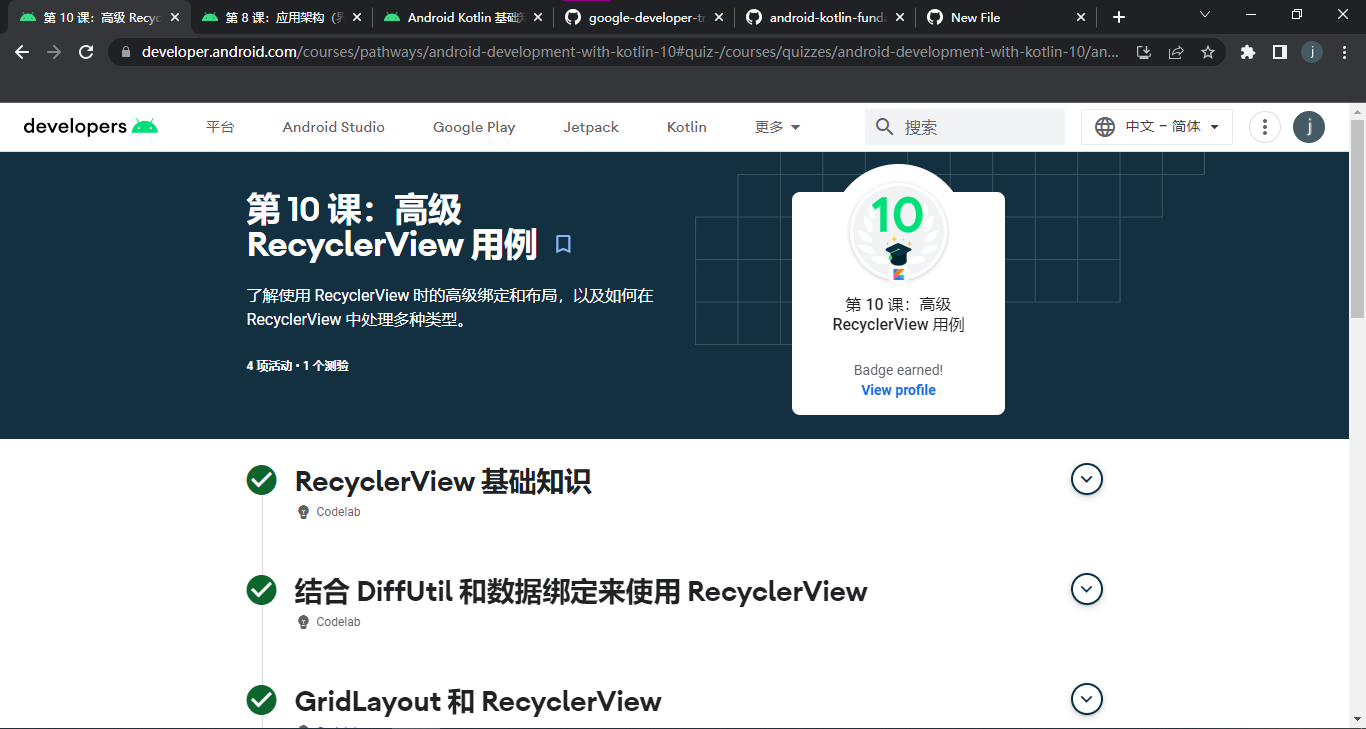 第 10 课：高级 Recyc
第 8 课：应用架构（界
Android Kotlin 基础知
google-developer-tr
android-kotlin-funda
New File
developer.android.com/courses/pathways/android-development-with-kotlin-10#quiz-/courses/quizzes/android-development-with-kotlin-10/an...
j
developers
平台
Android Studio
Google Play
Jetpack
Kotlin
更多
搜索
中文 – 简体
j
第 10 课：高级
RecyclerView 用例
了解使用 RecyclerView 时的高级绑定和布局，以及如何在
RecyclerView 中处理多种类型。
4 项活动 • 1 个测验
10
第 10 课：高级
RecyclerView 用例
Badge earned!
View profile
RecyclerView 基础知识
Codelab
结合 DiffUtil 和数据绑定来使用 RecyclerView
Codelab
GridLayout 和 RecyclerView